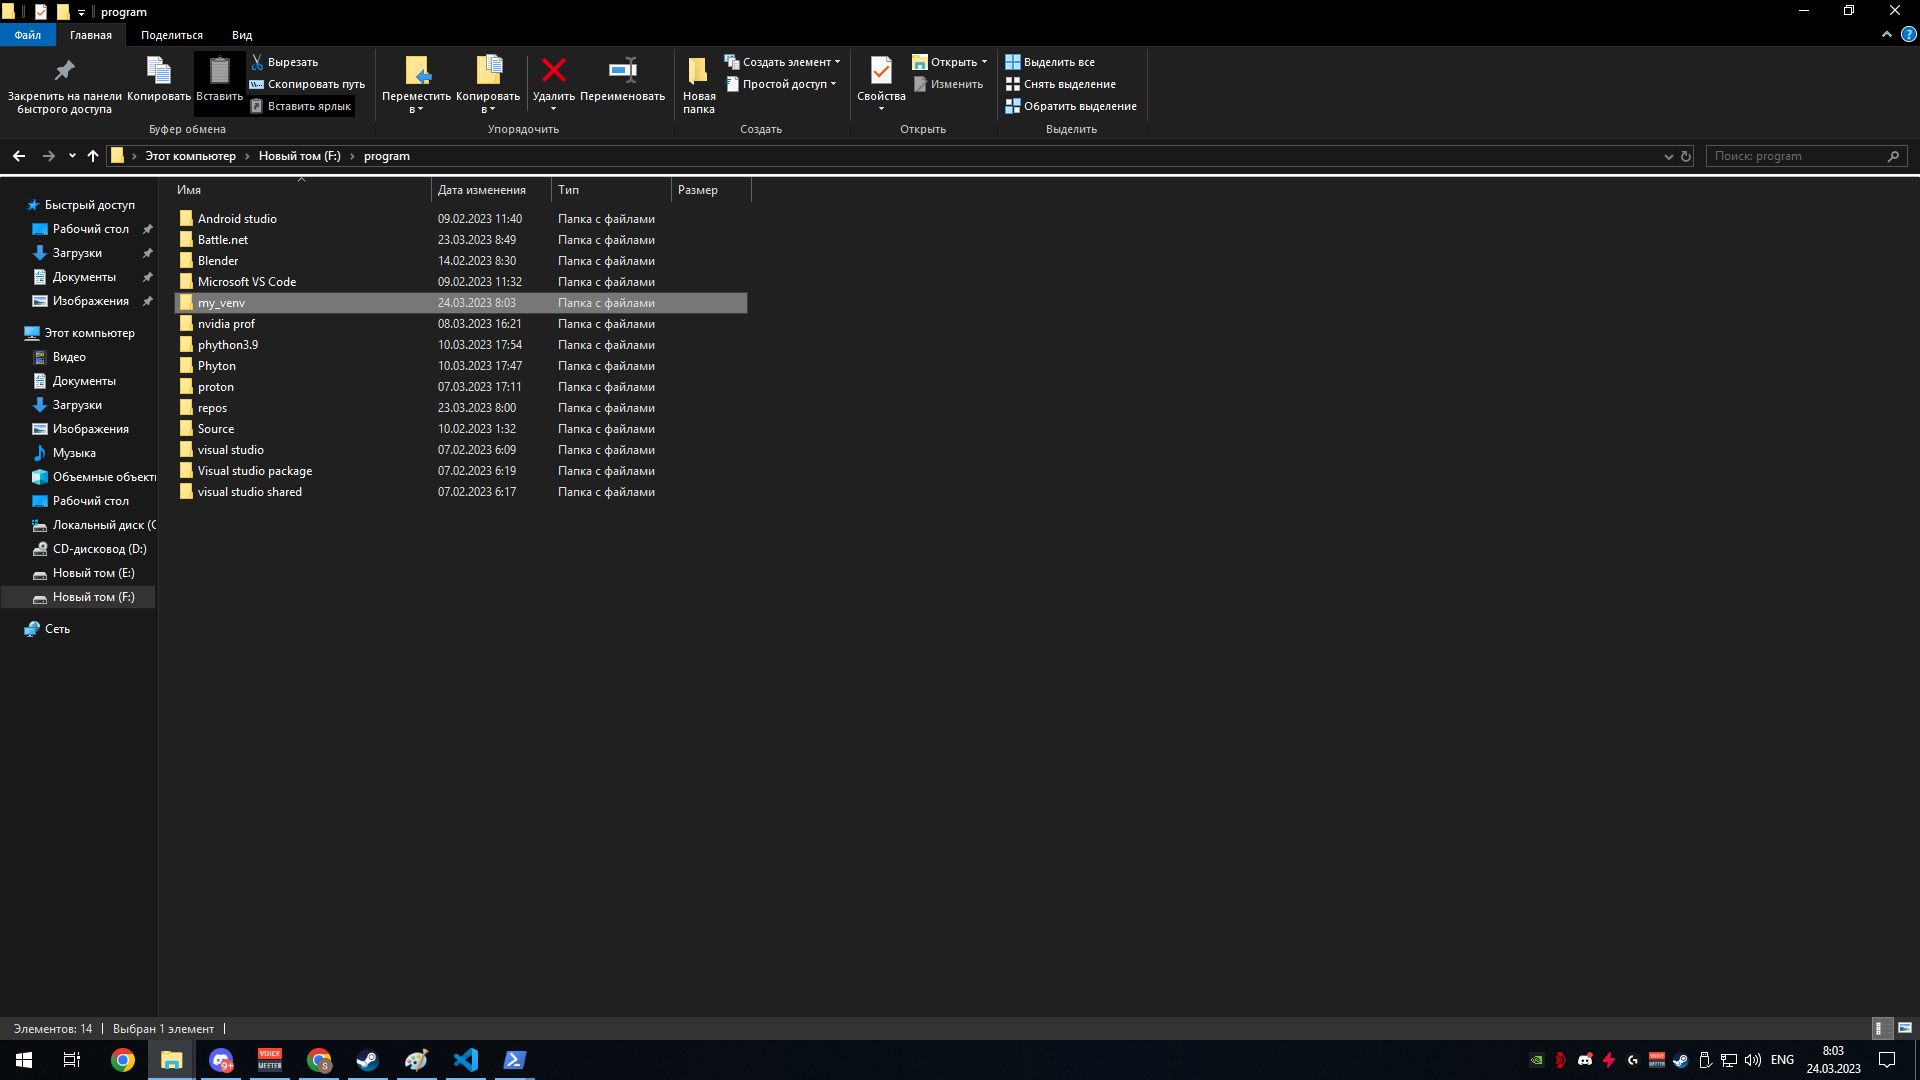 program
Файл Главная Поделиться Вид
Закрепить на панели быстрого доступа
Копировать
Вставить
Вырезать
Скопировать путь
Вставить ярлык
Буфер обмена
Переместить в
Копировать в
Удалить
Переименовать
Упорядочить
Новая папка
Создать элемент
Простой доступ
Создать
Свойства
Открыть
Изменить
Открыть
Выделить все
Снять выделение
Обратить выделение
Выделить
Этот компьютер › Новый том (F:) › program
Поиск: program
Быстрый доступ
Рабочий стол
Загрузки
Документы
Изображения
Этот компьютер
Видео
Документы
Загрузки
Изображения
Музыка
Объемные объекты
Рабочий стол
Локальный диск (C
CD-дисковод (D:)
Новый том (E:)
Новый том (F:)
Сеть
Имя Дата изменения Тип Размер
Android studio 09.02.2023 11:40 Папка с файлами
Battle.net 23.03.2023 8:49 Папка с файлами
Blender 14.02.2023 8:30 Папка с файлами
Microsoft VS Code 09.02.2023 11:32 Папка с файлами
my_venv 24.03.2023 8:03 Папка с файлами
nvidia prof 08.03.2023 16:21 Папка с файлами
phython3.9 10.03.2023 17:54 Папка с файлами
Phyton 10.03.2023 17:47 Папка с файлами
proton 07.03.2023 17:11 Папка с файлами
repos 23.03.2023 8:00 Папка с файлами
Source 10.02.2023 1:32 Папка с файлами
visual studio 07.02.2023 6:09 Папка с файлами
Visual studio package 07.02.2023 6:19 Папка с файлами
visual studio shared 07.02.2023 6:17 Папка с файлами
Элементов: 14 Выбран 1 элемент
9+
VOICE MEETER
S
ENG
8:03
24.03.2023